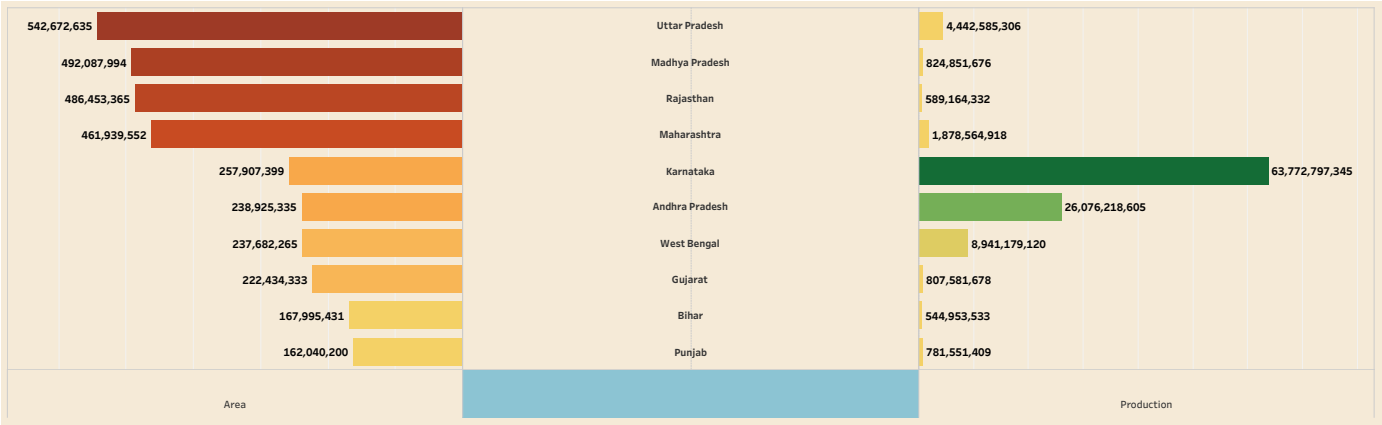 542,672,635 Uttar Pradesh 4,442,585,306
492,087,994 Madhya Pradesh 824,851,676
486,453,365 Rajasthan 589,164,332
461,939,552 Maharashtra 1,878,564,918
257,907,399 Karnataka 63,772,797,345
238,925,335 Andhra Pradesh 26,076,218,605
237,682,265 West Bengal 8,941,179,120
222,434,333 Gujarat 807,581,678
167,995,431 Bihar 544,953,533
162,040,200 Punjab 781,551,409
Area Production